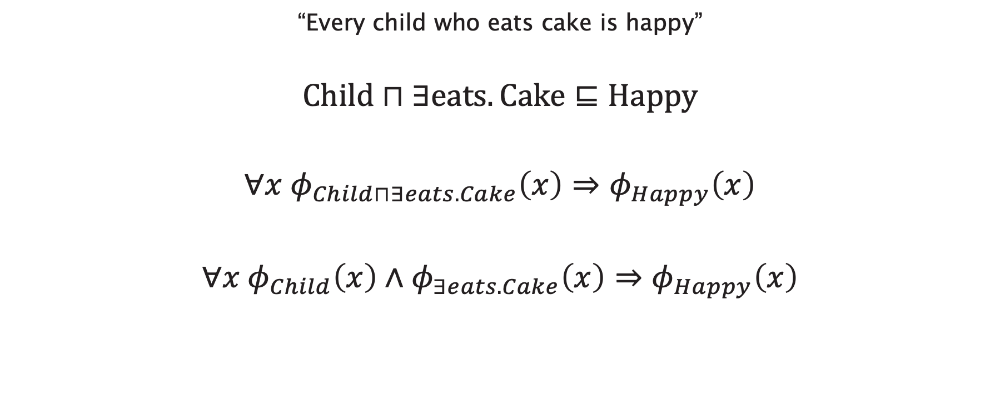 “Every child who eats cake is happy”
Child ⊓ ∃eats. Cake ⊑ Happy
∀x ϕ_{Child⊓∃eats.Cake}(x) ⇒ ϕ_{Happy}(x)
∀x ϕ_{Child}(x) ∧ ϕ_{∃eats.Cake}(x) ⇒ ϕ_{Happy}(x)